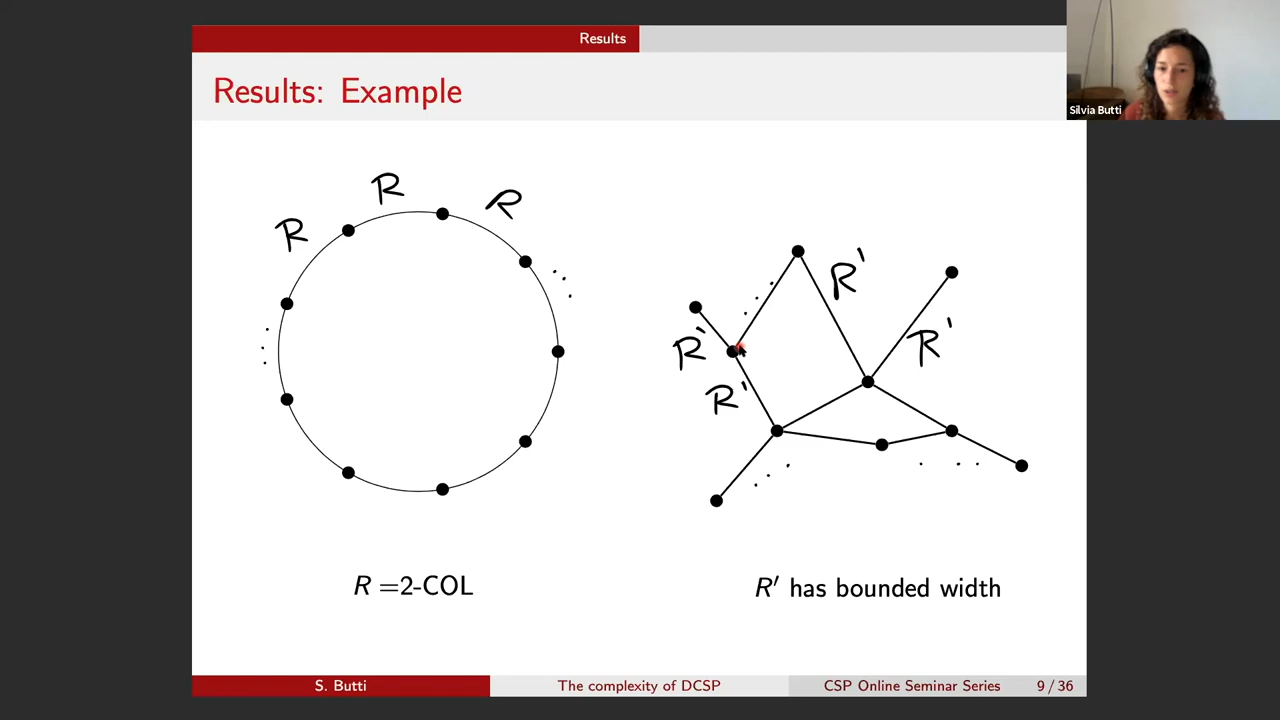 Results
Results: Example
Silvia Butti
R
R
R
R'
R'
R'
R'
R =2-COL
R′ has bounded width
S. Butti
The complexity of DCSP
CSP Online Seminar Series
9 / 36